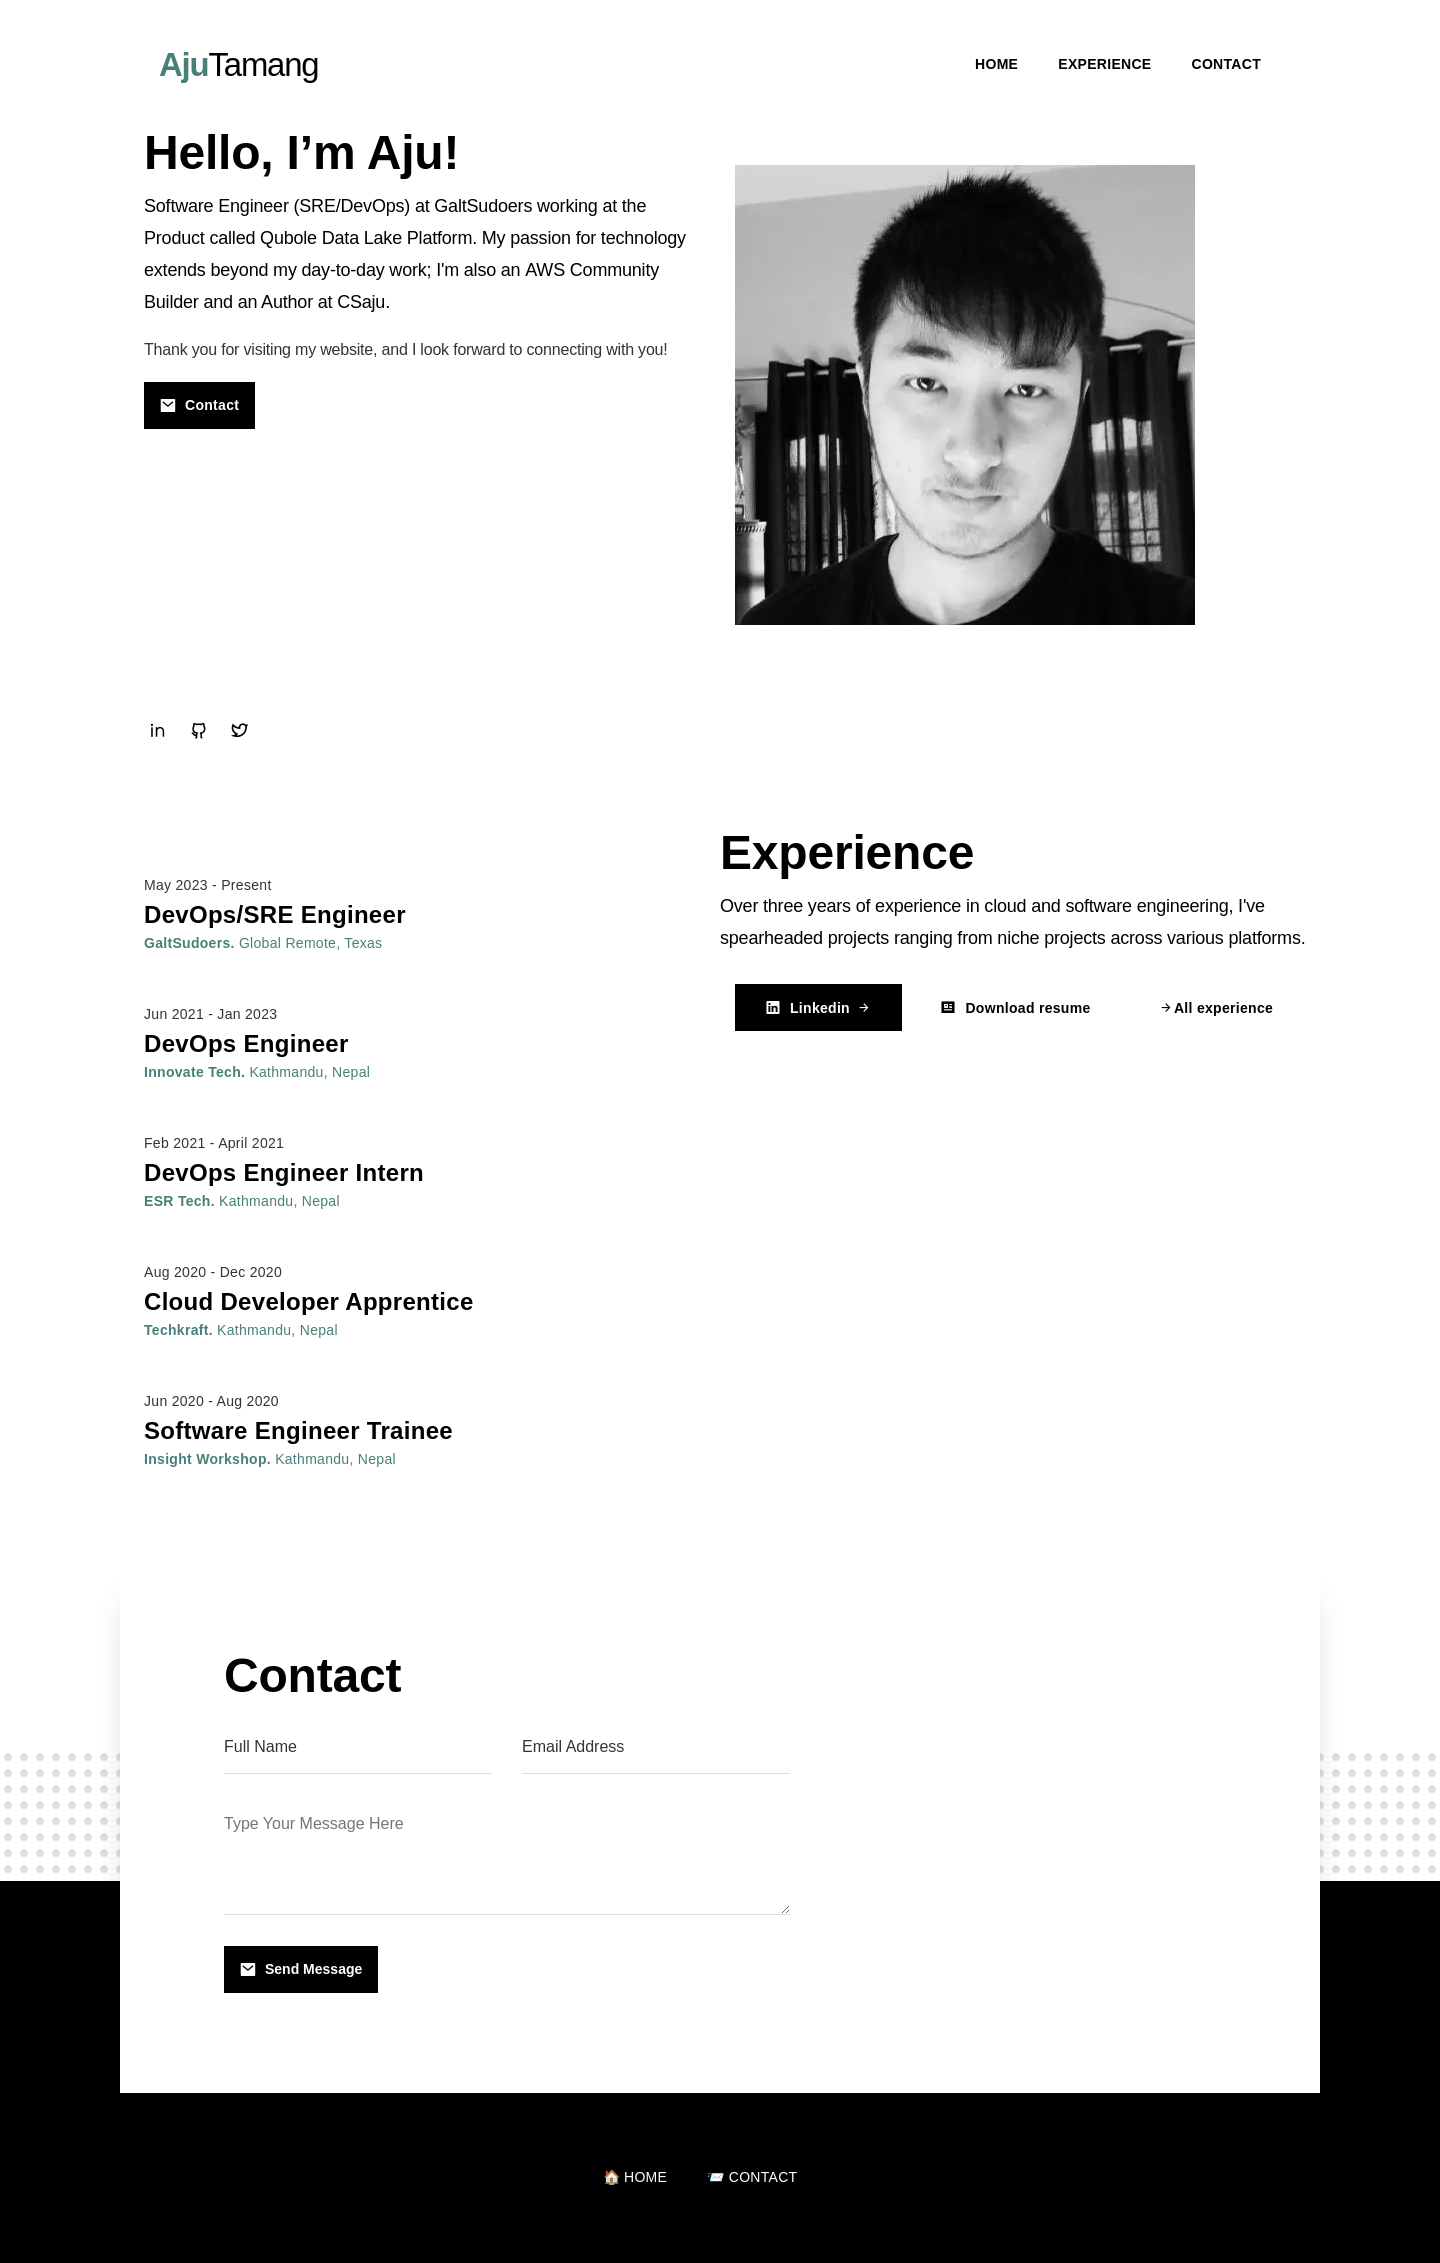 AjuTamang
HOME
EXPERIENCE
CONTACT
Hello, I’m Aju!
Software Engineer (SRE/DevOps) at GaltSudoers working at the
Product called Qubole Data Lake Platform. My passion for technology
extends beyond my day-to-day work; I'm also an AWS Community
Builder and an Author at CSaju.
Thank you for visiting my website, and I look forward to connecting with you!
Contact
May 2023 - Present
DevOps/SRE Engineer
GaltSudoers. Global Remote, Texas
Jun 2021 - Jan 2023
DevOps Engineer
Innovate Tech. Kathmandu, Nepal
Feb 2021 - April 2021
DevOps Engineer Intern
ESR Tech. Kathmandu, Nepal
Aug 2020 - Dec 2020
Cloud Developer Apprentice
Techkraft. Kathmandu, Nepal
Jun 2020 - Aug 2020
Software Engineer Trainee
Insight Workshop. Kathmandu, Nepal
Experience
Over three years of experience in cloud and software engineering, I've
spearheaded projects ranging from niche projects across various platforms.
Linkedin →
Download resume
→ All experience
Contact
Full Name
Email Address
Type Your Message Here
Send Message
🏠 HOME
📨 CONTACT